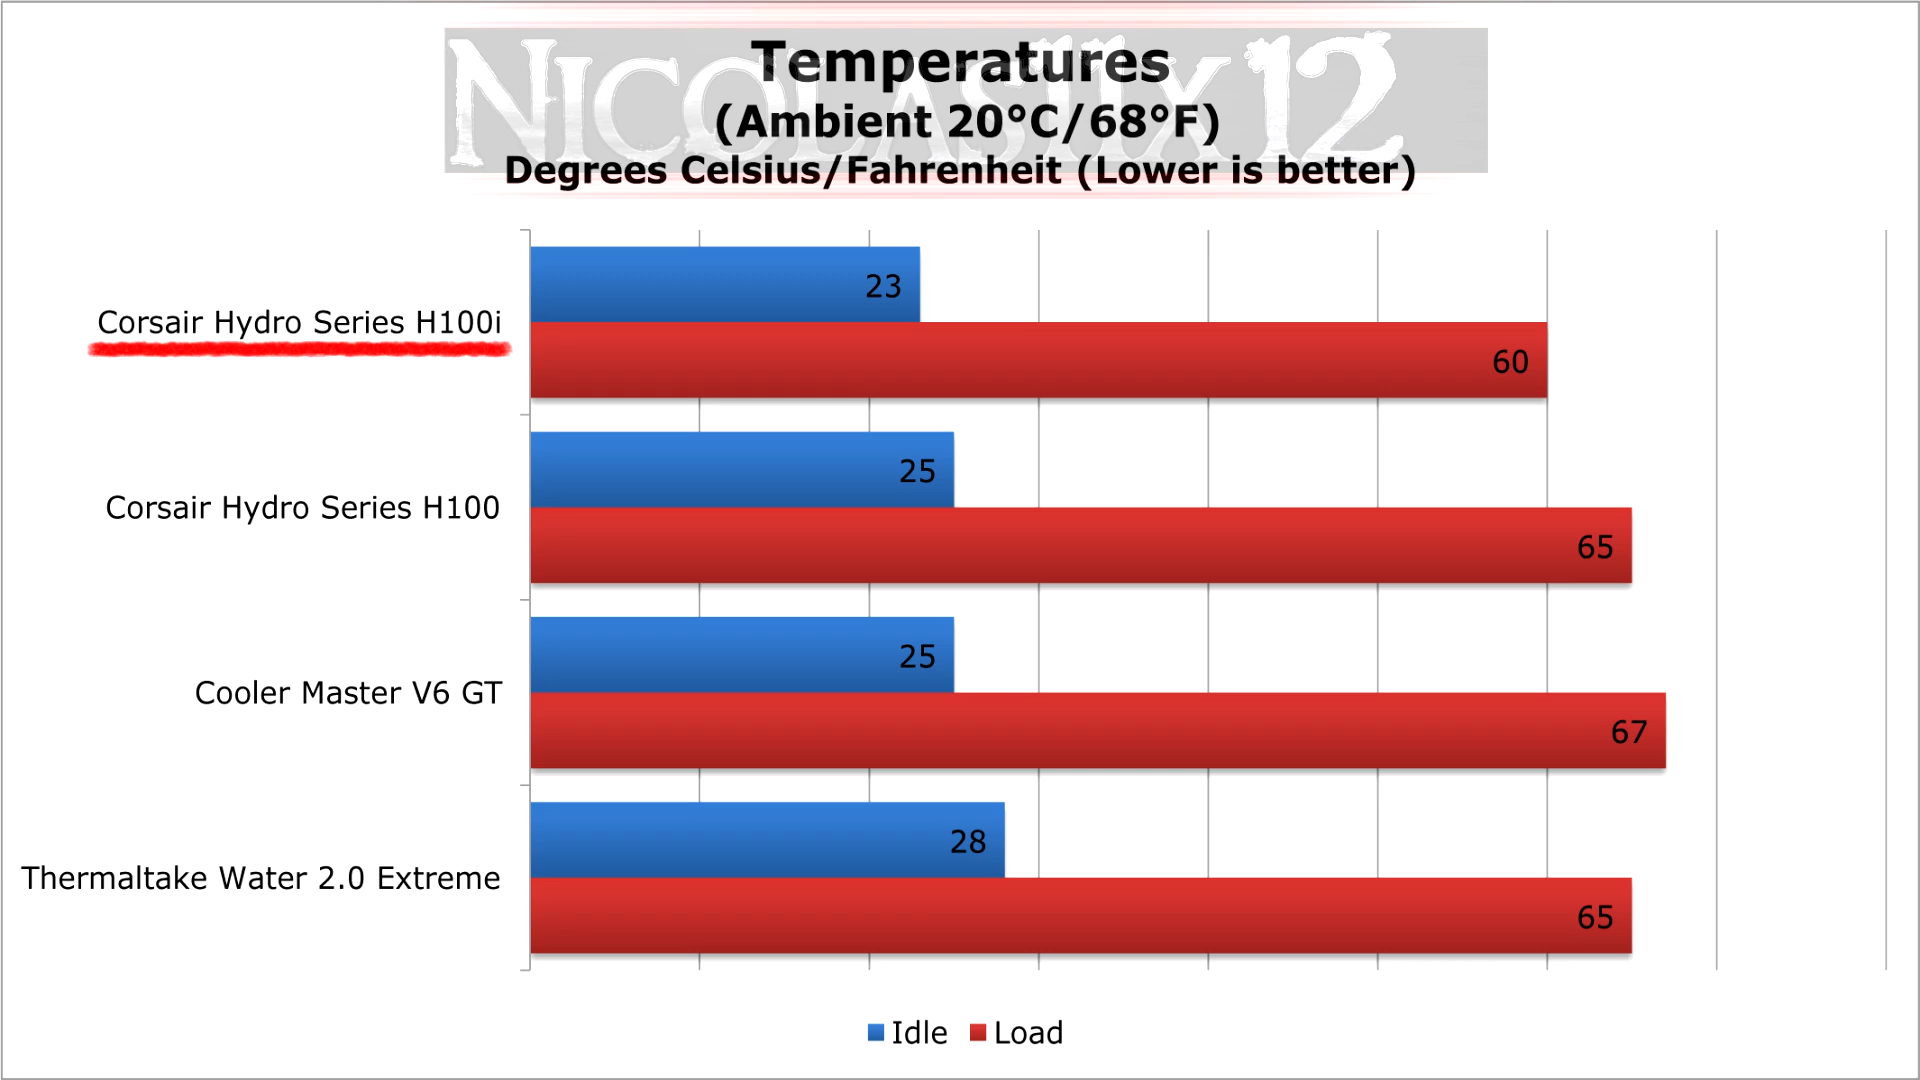 NICOLAS11X12
Temperatures
(Ambient 20°C/68°F)
Degrees Celsius/Fahrenheit (Lower is better)
Corsair Hydro Series H100i
23
60
Corsair Hydro Series H100
25
65
Cooler Master V6 GT
25
67
Thermaltake Water 2.0 Extreme
28
65
Idle
Load